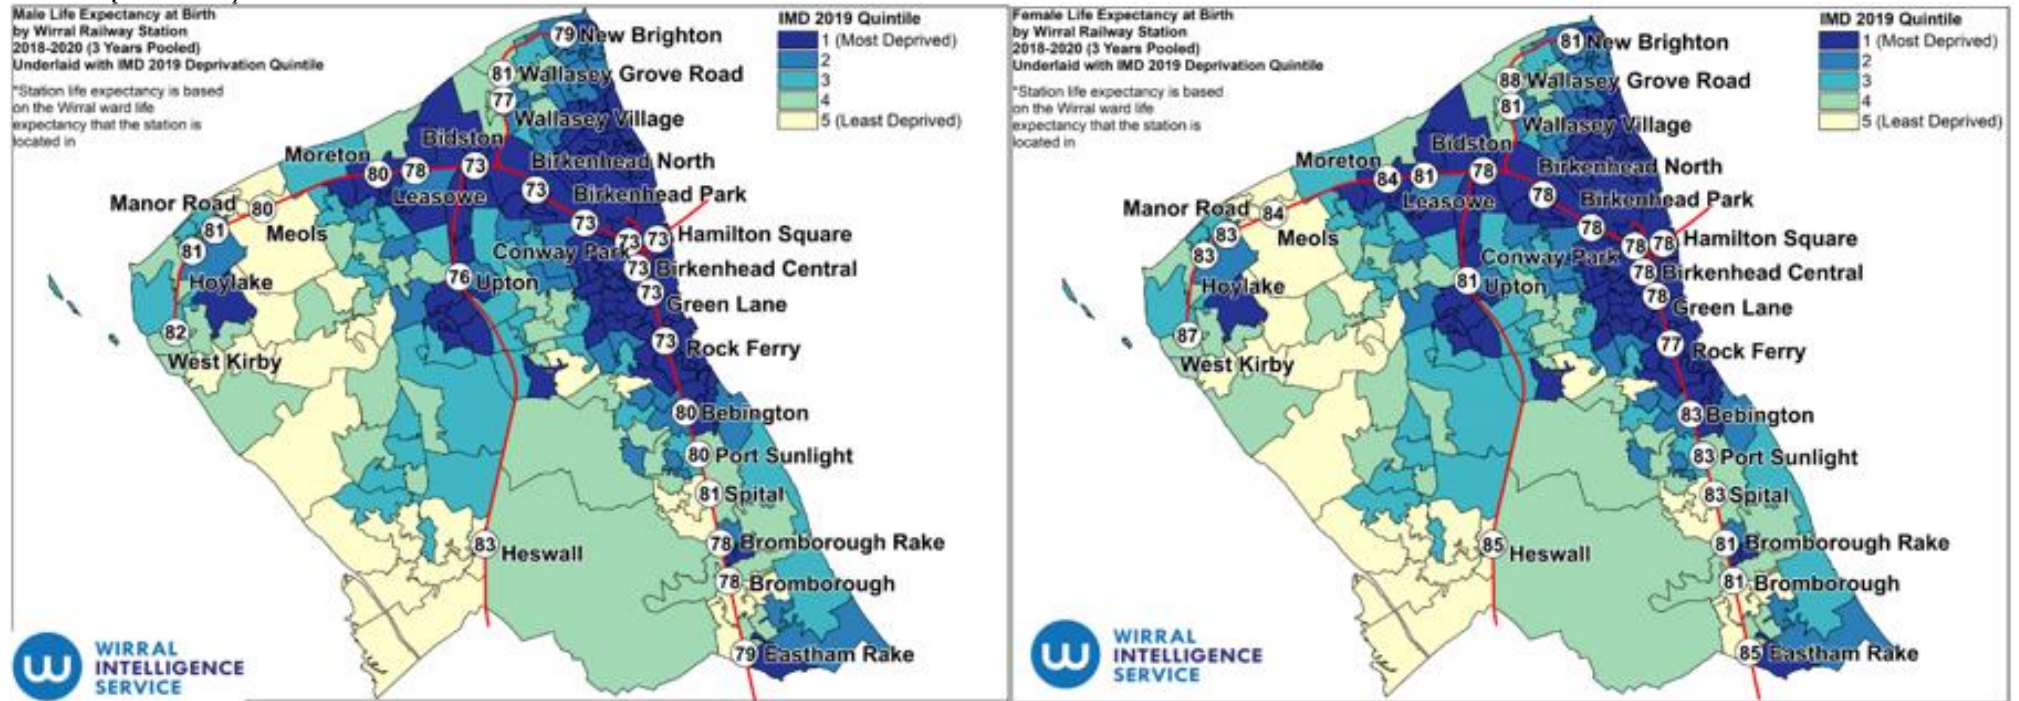 Male Life Expectancy at Birth
by Wirral Railway Station
2018-2020 (3 Years Pooled)
Underlaid with IMD 2019 Deprivation Quintile
*Station life expectancy is based
on the Wirral ward life
expectancy that the station is
located in
IMD 2019 Quintile
1 (Most Deprived)
2
3
4
5 (Least Deprived)
79 New Brighton
81 Wallasey Grove Road
77
Wallasey Village
Bidston
73
Birkenhead North
73
Moreton
80
78
Leasowe
Birkenhead Park
73
Manor Road
81
80
Meols
81
Hoylake
82
West Kirby
Conway Park
73
73 Hamilton Square
73 Birkenhead Central
76 Upton
73
Green Lane
73 Rock Ferry
80 Bebington
80 Port Sunlight
81 Spital
83 Heswall
78 Bromborough Rake
78 Bromborough
79 Eastham Rake
WIRRAL
INTELLIGENCE
SERVICE
Female Life Expectancy at Birth
by Wirral Railway Station
2018-2020 (3 Years Pooled)
Underlaid with IMD 2019 Deprivation Quintile
*Station life expectancy is based
on the Wirral ward life
expectancy that the station is
located in
IMD 2019 Quintile
1 (Most Deprived)
2
3
4
5 (Least Deprived)
81 New Brighton
88 Wallasey Grove Road
81
Wallasey Village
Bidston
78
Birkenhead North
78
Moreton
84
81
Leasowe
Birkenhead Park
78
Manor Road
83
84
Meols
83
Hoylake
87
West Kirby
Conway Park
78
78 Hamilton Square
78 Birkenhead Central
81 Upton
78
Green Lane
77 Rock Ferry
83 Bebington
83 Port Sunlight
83 Spital
85 Heswall
81 Bromborough Rake
81 Bromborough
85 Eastham Rake
WIRRAL
INTELLIGENCE
SERVICE